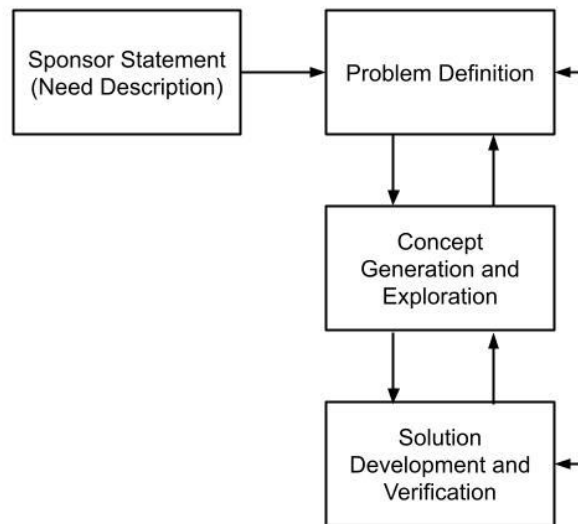 Sponsor Statement
(Need Description)
Problem Definition
Concept
Generation and
Exploration
Solution
Development and
Verification